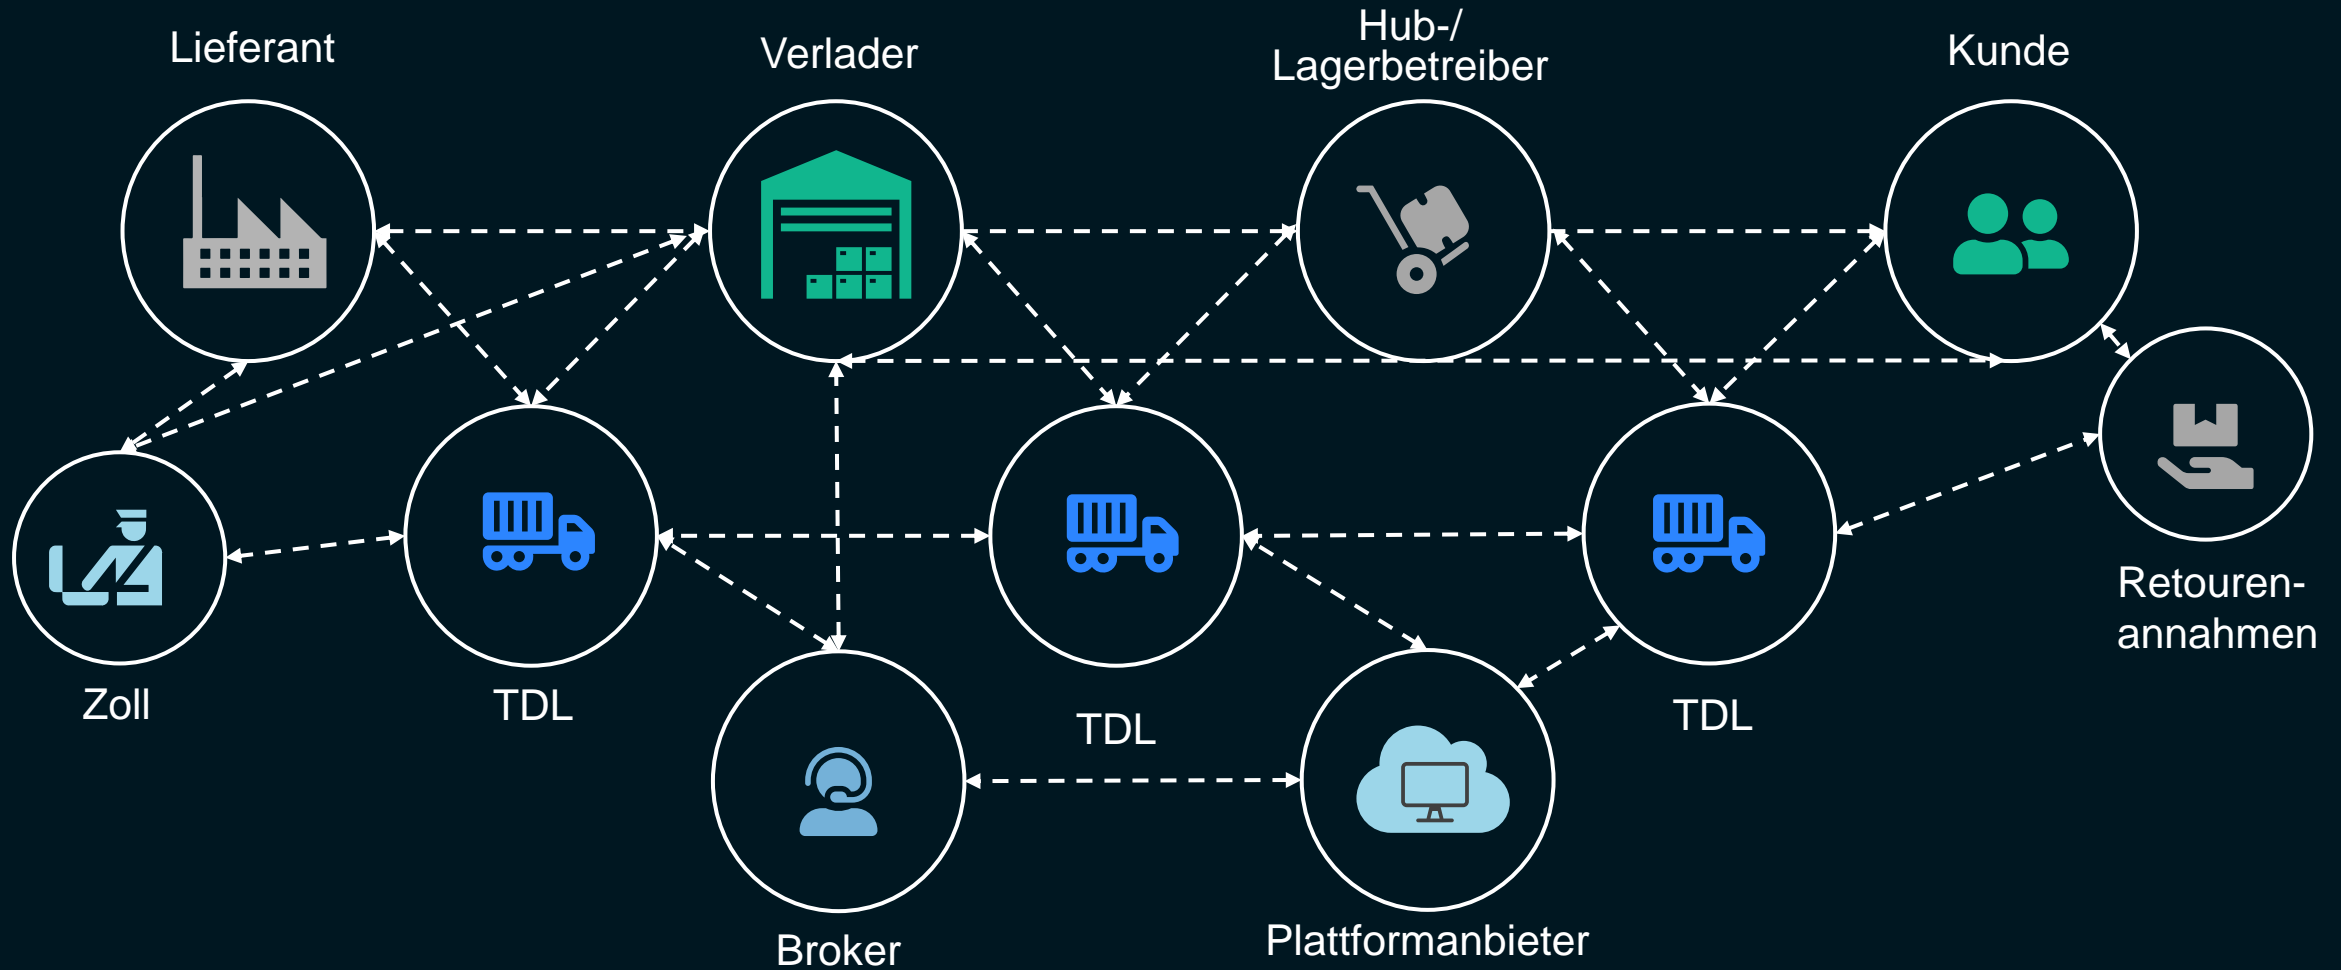 Lieferant
Verlader
Hub-/
Lagerbetreiber
Kunde
Retouren-
annahmen
Zoll
TDL
TDL
TDL
Broker
Plattformanbieter